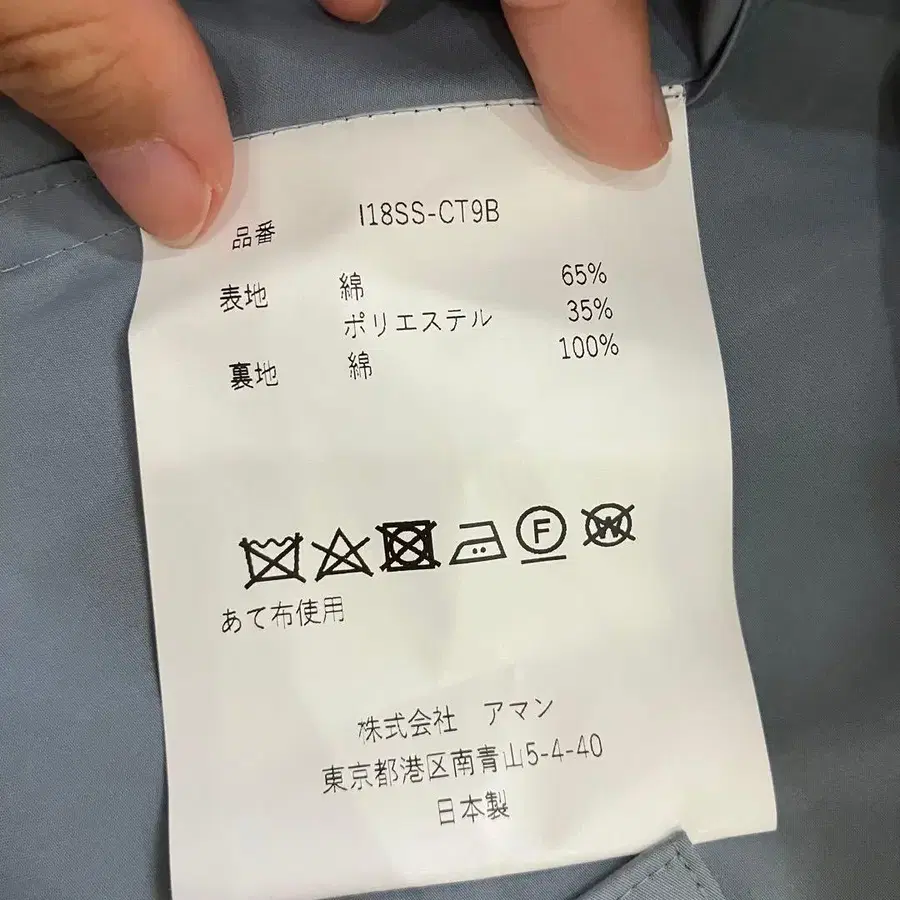 品番 I18SS-CT9B
表地 綿 65%
ポリエステル 35%
裏地 綿 100%
F W
あて布使用
株式会社 アマン
東京都港区南青山5-4-40
日本製